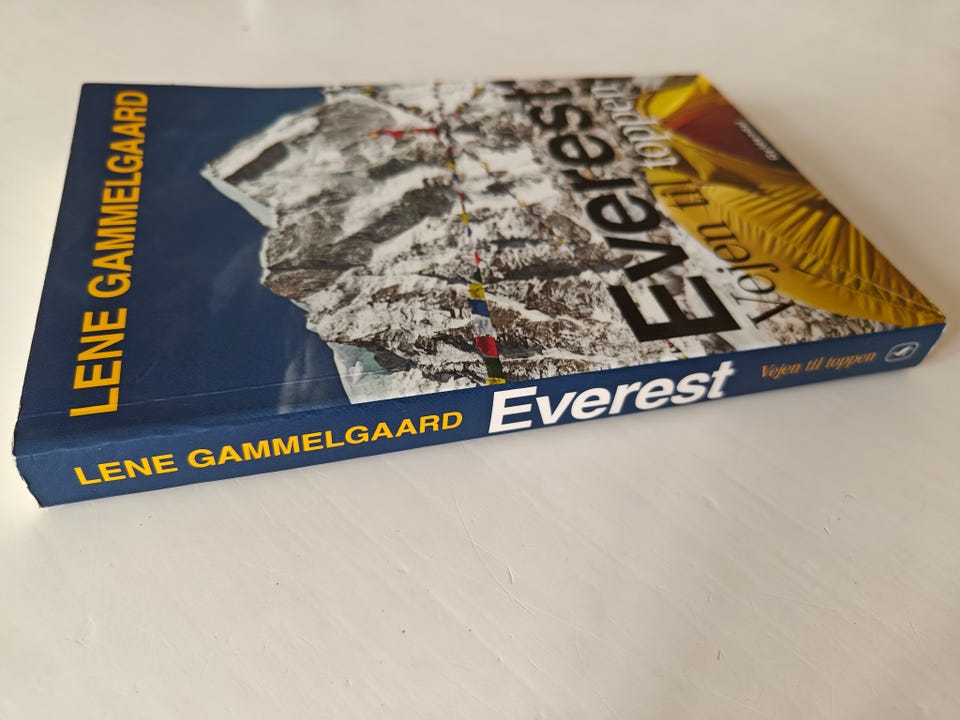 LENE GAMMELGAARD
Everest
Vejen til toppen
LENE GAMMELGAARD Everest Vejen til toppen